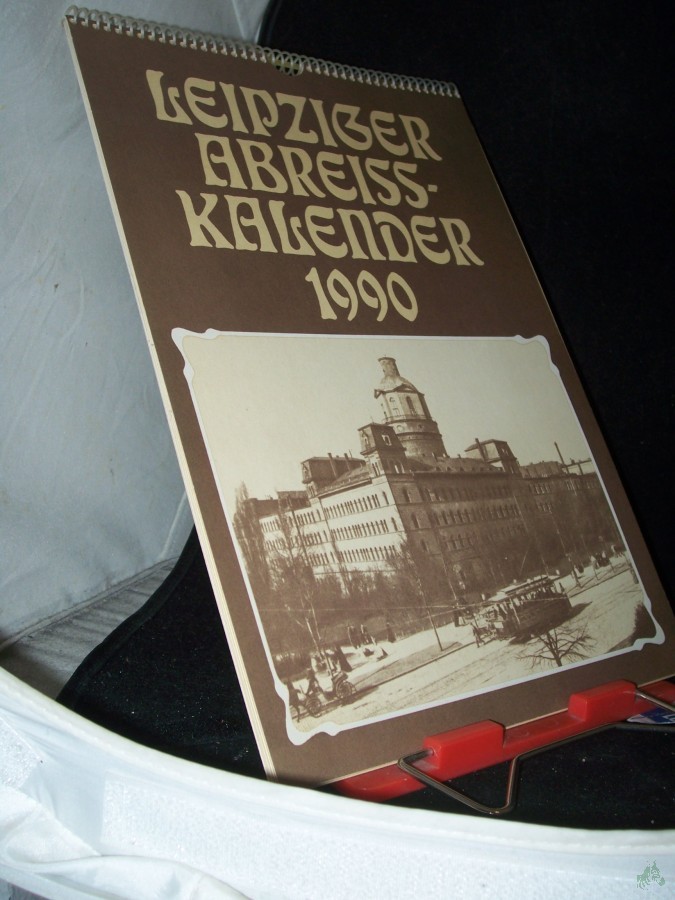 LEIPZIGER
ABREISS-
KALENDER
1990